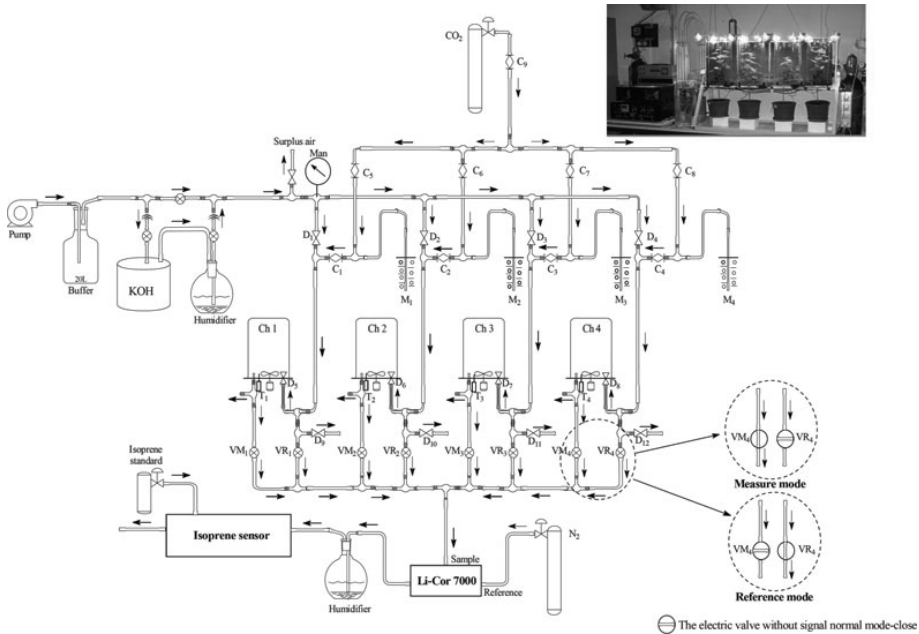 CO2
C9
Surplus air
Man
C5
C6
C7
C8
Pump
D1
D2
D3
D4
C1
C2
C3
C4
20L
Buffer
KOH
Humidifier
M1
M2
M3
M4
Ch 1
Ch 2
Ch 3
Ch 4
T1
D5
T2
D6
T3
D7
T4
D8
D9
D10
D11
D12
VM1
VR1
VM2
VR2
VM3
VR3
VM4
VR4
VM4
VR4
Measure mode
Isoprene
standard
Isoprene sensor
N2
Sample
Li-Cor 7000
Reference
Humidifier
VM4
VR4
Reference mode
The electric valve without signal normal mode-close